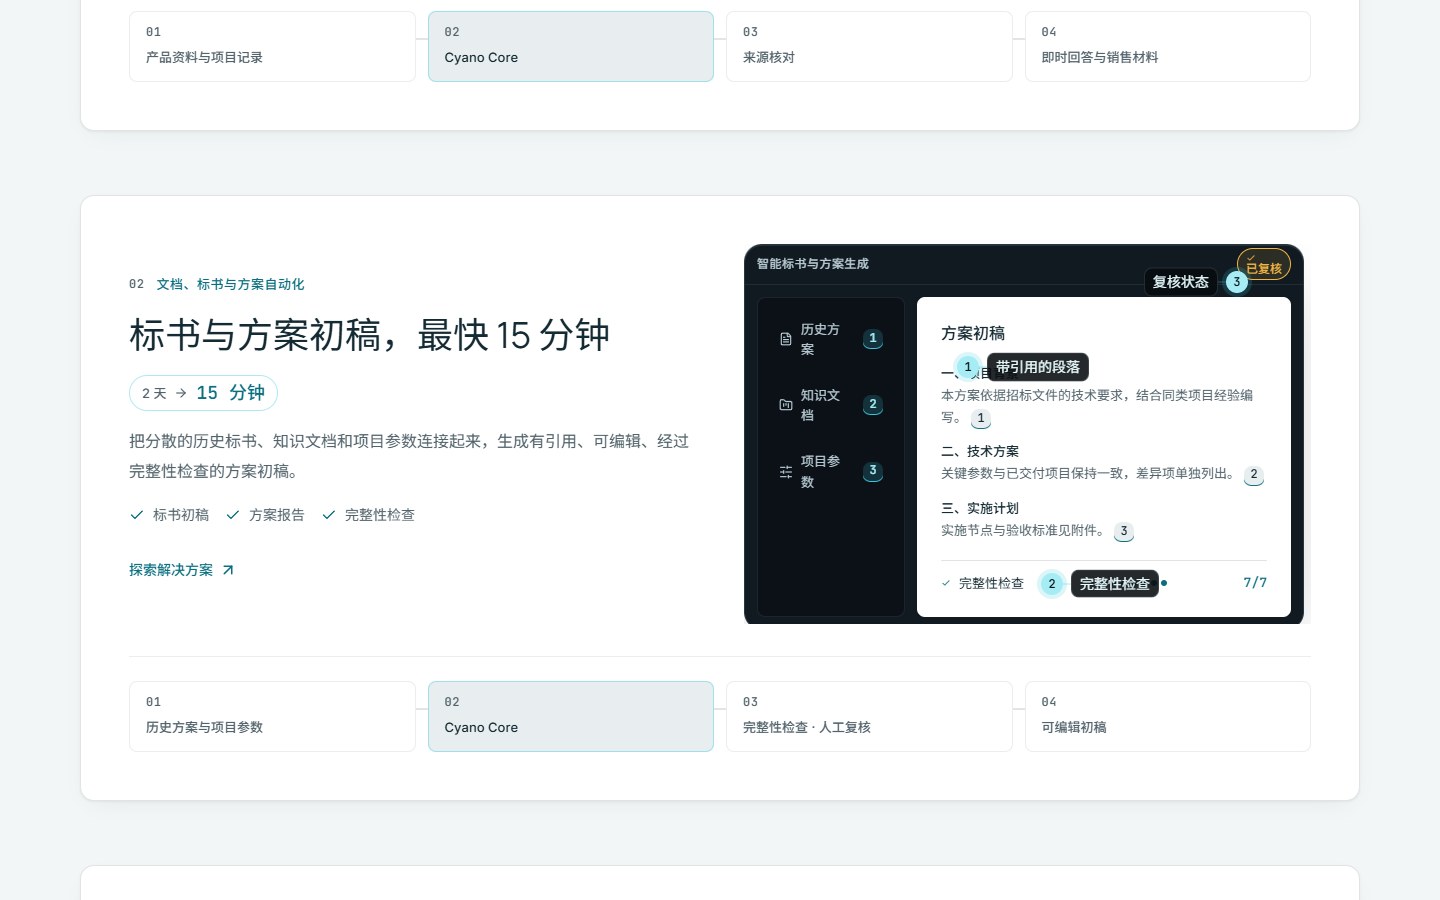 01
产品资料与项目记录
02
Cyano Core
03
来源核对
04
即时回答与销售材料
02 文档、标书与方案自动化
标书与方案初稿，最快 15 分钟
2 天 → 15 分钟
把分散的历史标书、知识文档和项目参数连接起来，生成有引用、可编辑、经过
完整性检查的方案初稿。
标书初稿
方案报告
完整性检查
探索解决方案
智能标书与方案生成
已复核
复核状态
3
历史方
案
1
知识文
档
2
项目参
数
3
方案初稿
1
带引用的段落
一、
本方案依据招标文件的技术要求，结合同类项目经验编
写。 1
二、技术方案
关键参数与已交付项目保持一致，差异项单独列出。 2
三、实施计划
实施节点与验收标准见附件。 3
完整性检查
2
完整性检查
7/7
01
历史方案与项目参数
02
Cyano Core
03
完整性检查 · 人工复核
04
可编辑初稿